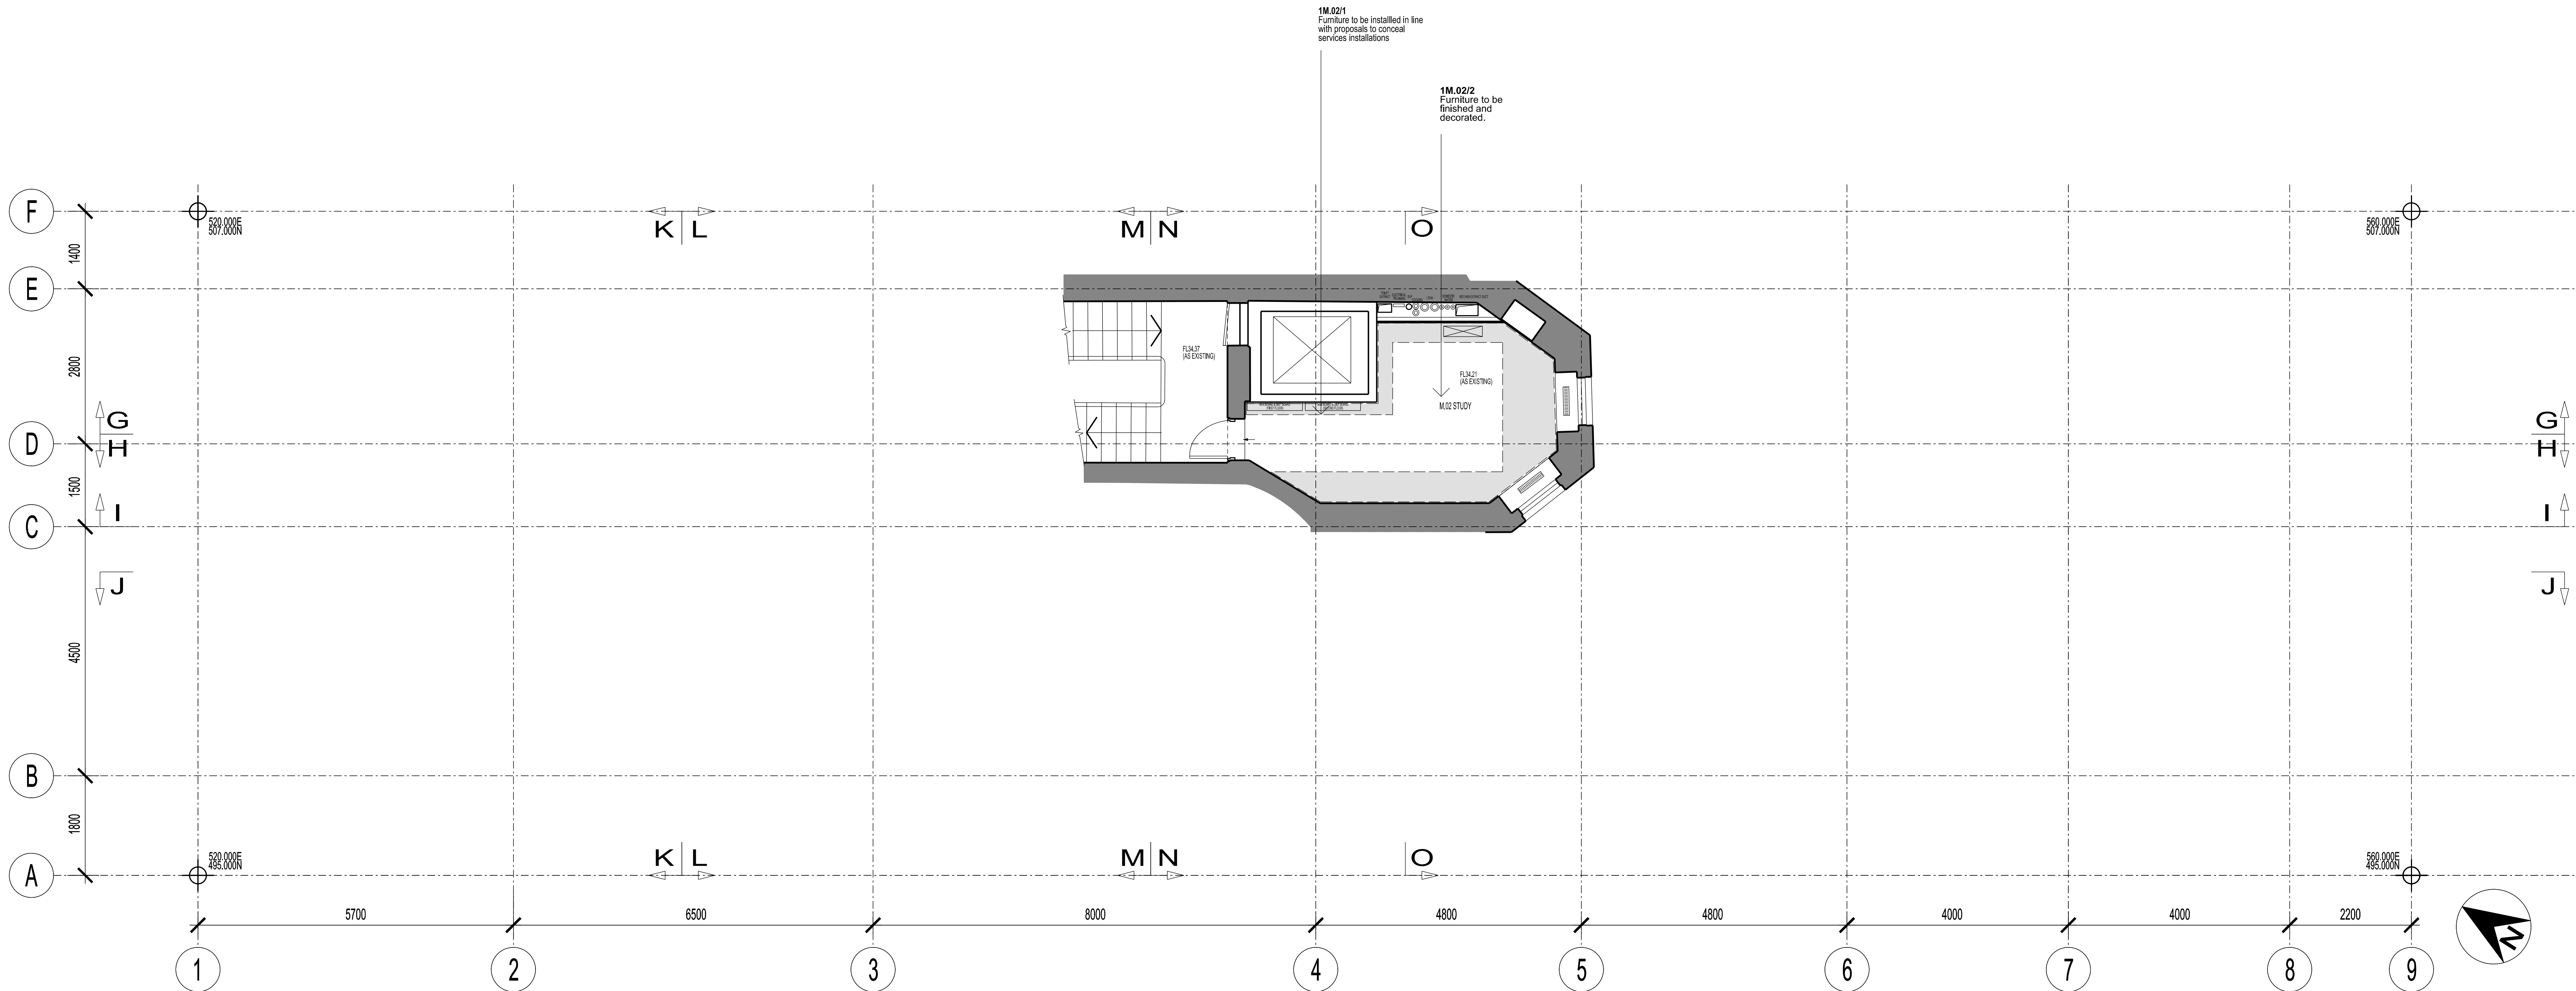 1M.02/1
Furniture to be installled in line
with proposals to conceal
services installations
1M.02/2
Furniture to be
finished and
decorated.
F
520.000E
507.000N
K L
M N
O
560.000E
507.000N
1400
E
2800
FL34,37
(AS EXISTING)
FL34,21
(AS EXISTING)
M,02 STUDY
G
H
D
G
H
1500
I
C
I
J
J
4500
B
1800
520.000E
495.000N
K L
M N
O
560.000E
495.000N
A
5700
6500
8000
4800
4800
4000
4000
2200
N
1
2
3
4
5
6
7
8
9